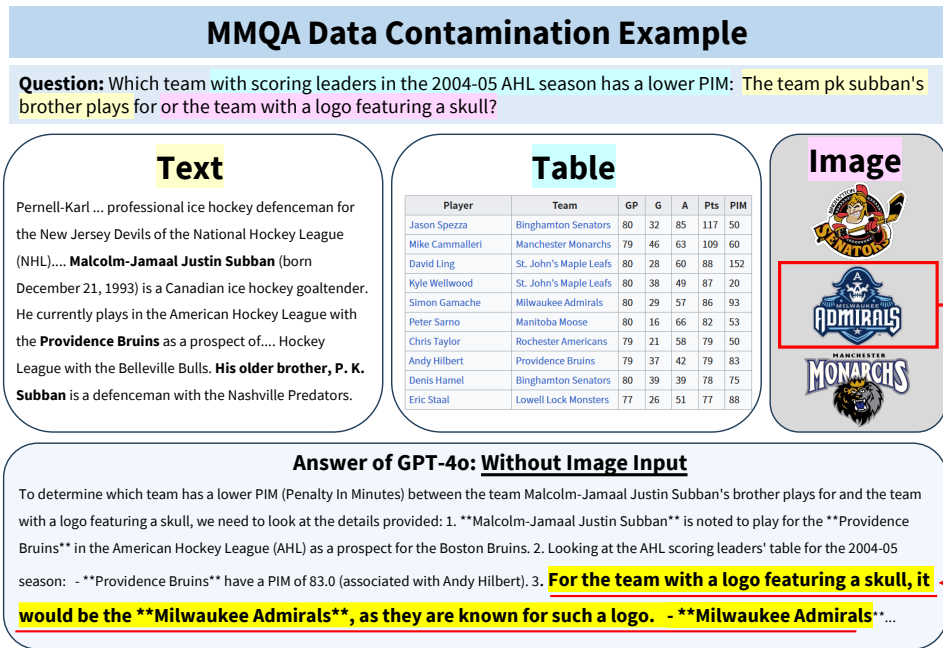 MMQA Data Contamination Example
Question: Which team with scoring leaders in the 2004-05 AHL season has a lower PIM: The team pk subban's
brother plays for or the team with a logo featuring a skull?
Text
Pernell-Karl ... professional ice hockey defenceman for
the New Jersey Devils of the National Hockey League
(NHL).... Malcolm-Jamaal Justin Subban (born
December 21, 1993) is a Canadian ice hockey goaltender.
He currently plays in the American Hockey League with
the Providence Bruins as a prospect of.... Hockey
League with the Belleville Bulls. His older brother, P. K.
Subban is a defenceman with the Nashville Predators.
Table
Player Team GP G A Pts PIM
Jason Spezza Binghamton Senators 80 32 85 117 50
Mike Cammalleri Manchester Monarchs 79 46 63 109 60
David Ling St. John's Maple Leafs 80 28 60 88 152
Kyle Wellwood St. John's Maple Leafs 80 38 49 87 20
Simon Gamache Milwaukee Admirals 80 29 57 86 93
Peter Sarno Manitoba Moose 80 16 66 82 53
Chris Taylor Rochester Americans 79 21 58 79 50
Andy Hilbert Providence Bruins 79 37 42 79 83
Denis Hamel Binghamton Senators 80 39 39 78 75
Eric Staal Lowell Lock Monsters 77 26 51 77 88
Image
BINGHAMTON
SENATORS
MILWAUKEE
ADMIRALS
MANCHESTER
MONARCHS
Answer of GPT-4o: Without Image Input
To determine which team has a lower PIM (Penalty In Minutes) between the team Malcolm-Jamaal Justin Subban's brother plays for and the team
with a logo featuring a skull, we need to look at the details provided: 1. **Malcolm-Jamaal Justin Subban** is noted to play for the **Providence
Bruins** in the American Hockey League (AHL) as a prospect for the Boston Bruins. 2. Looking at the AHL scoring leaders' table for the 2004-05
season: - **Providence Bruins** have a PIM of 83.0 (associated with Andy Hilbert). 3. For the team with a logo featuring a skull, it
would be the **Milwaukee Admirals**, as they are known for such a logo. - **Milwaukee Admirals**...